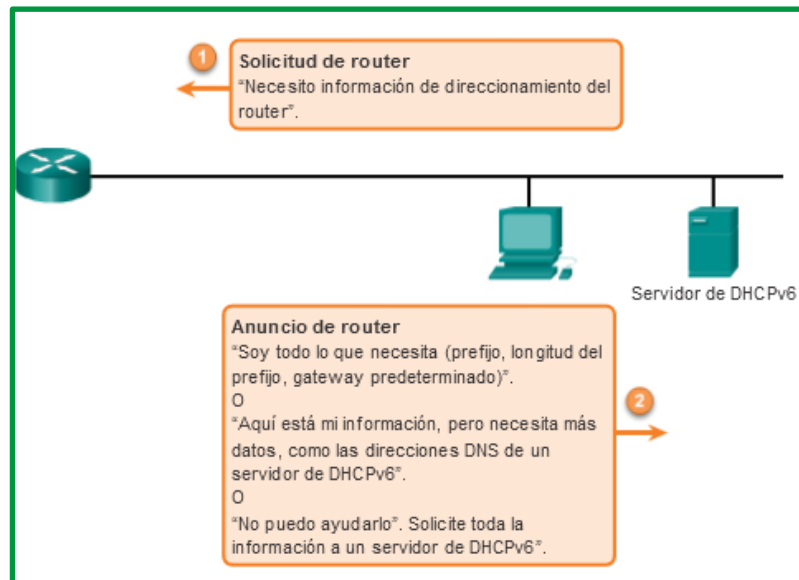 1
Solicitud de router
“Necesito información de direccionamiento del
router”.
Servidor de DHCPv6
Anuncio de router
“Soy todo lo que necesita (prefijo, longitud del
prefijo, gateway predeterminado)”.
O
“Aquí está mi información, pero necesita más
datos, como las direcciones DNS de un
servidor de DHCPv6”.
O
“No puedo ayudarlo”. Solicite toda la
información a un servidor de DHCPv6”.
2